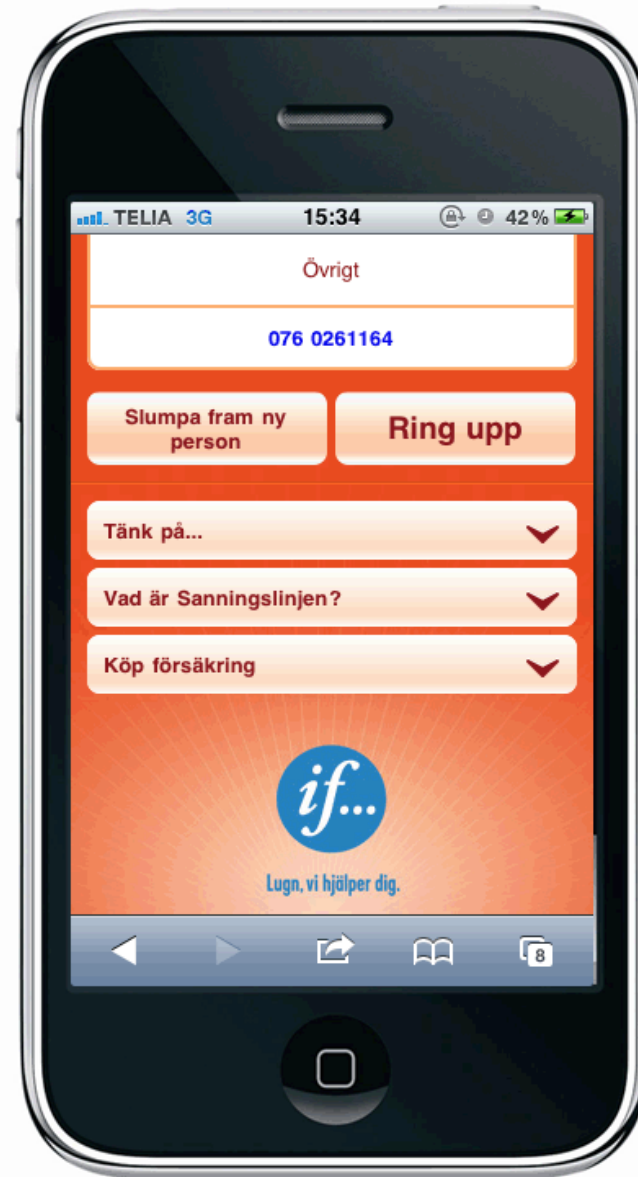 TELIA 3G 15:34 42%
Övrigt
076 0261164
Slumpa fram ny
person
Ring upp
Tänk på...
Vad är Sanningslinjen?
Köp försäkring
if...
Lugn, vi hjälper dig.
8